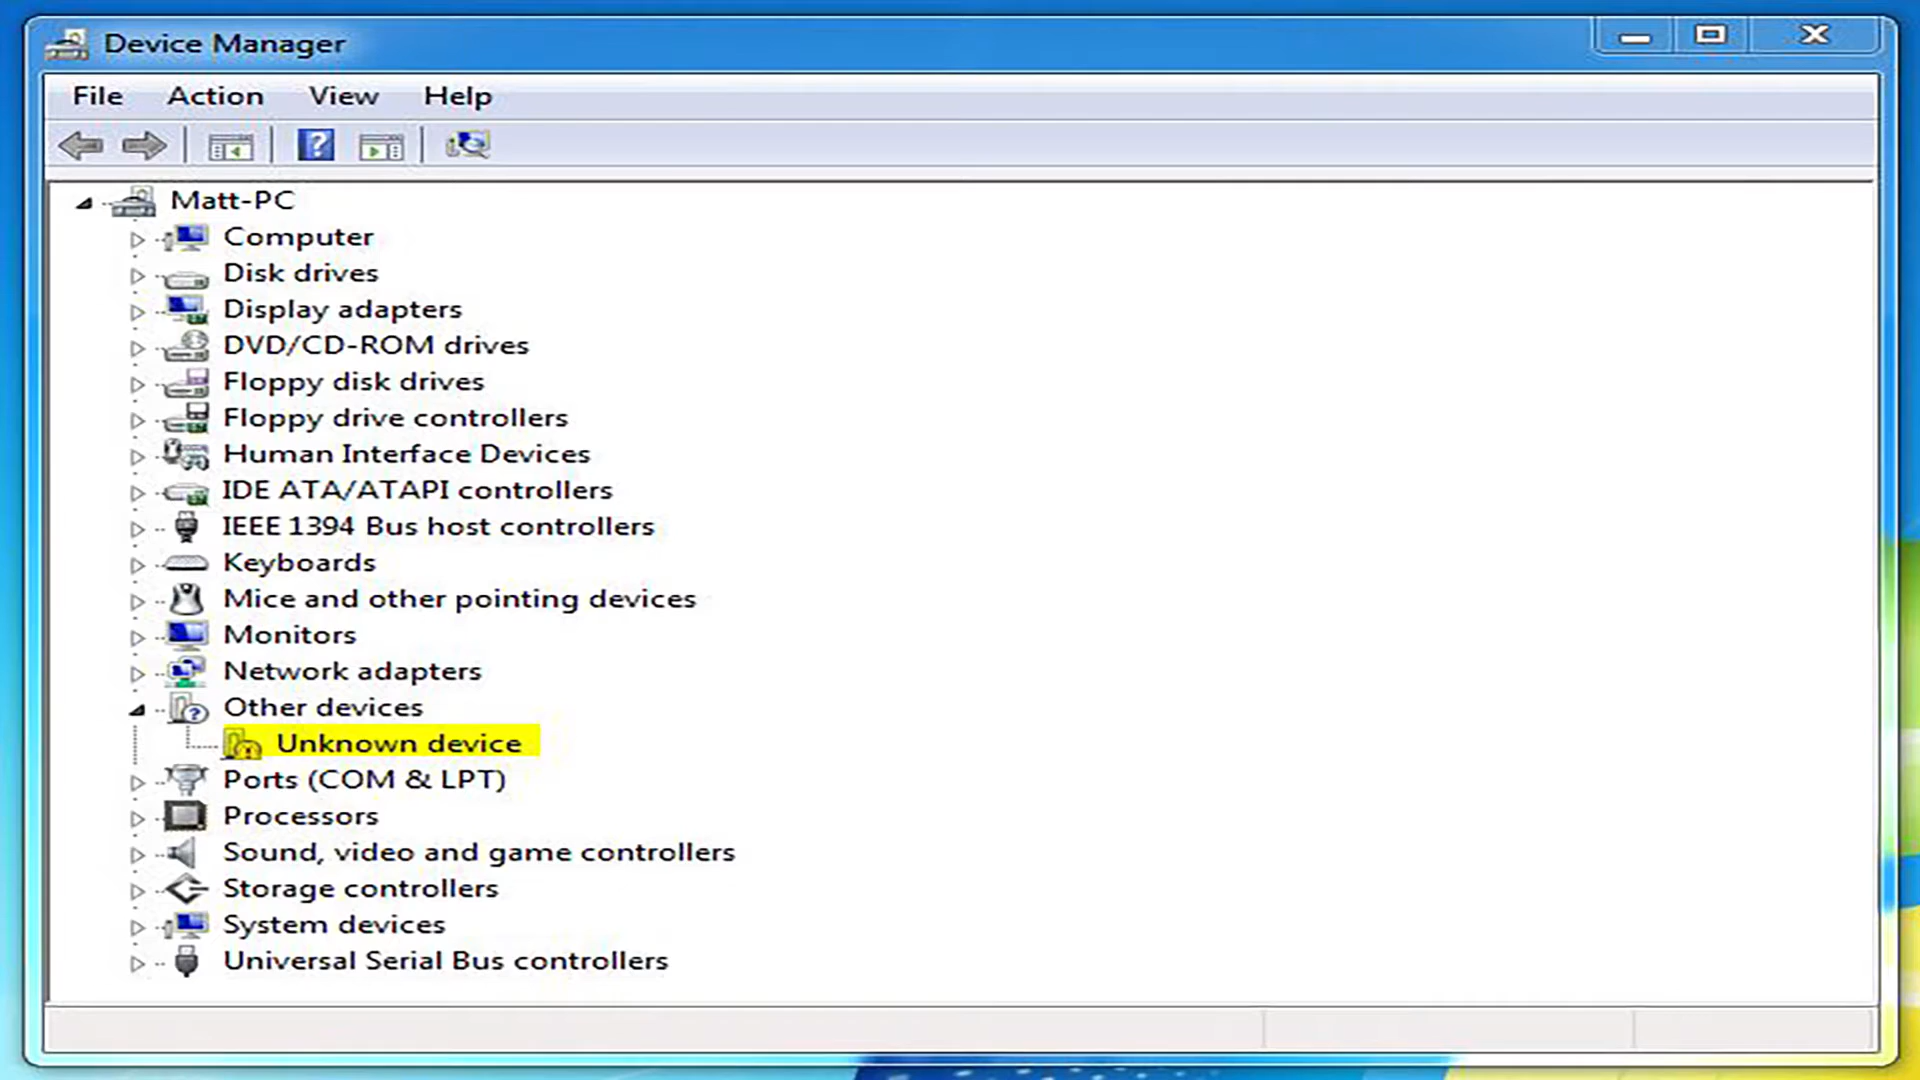 Device Manager
File Action View Help
Matt-PC
Computer
Disk drives
Display adapters
DVD/CD-ROM drives
Floppy disk drives
Floppy drive controllers
Human Interface Devices
IDE ATA/ATAPI controllers
IEEE 1394 Bus host controllers
Keyboards
Mice and other pointing devices
Monitors
Network adapters
Other devices
Unknown device
Ports (COM & LPT)
Processors
Sound, video and game controllers
Storage controllers
System devices
Universal Serial Bus controllers